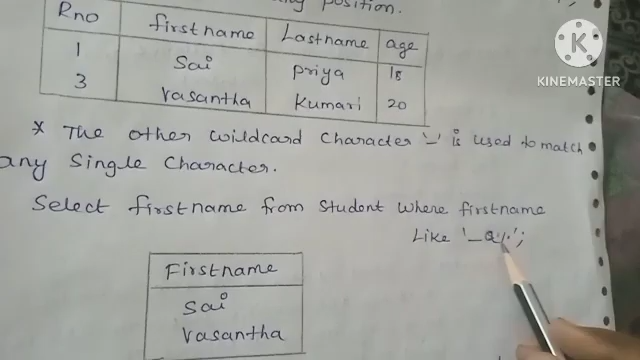 position.
Rno firstname Lastname age
1 Sai Priya 18
3 Vasantha Kumari 20
* The other wildcard character '_' is used to match
any single character.
Select firstname from student where firstname
Like '_a%';
Firstname
Sai
Vasantha
KINEMASTER